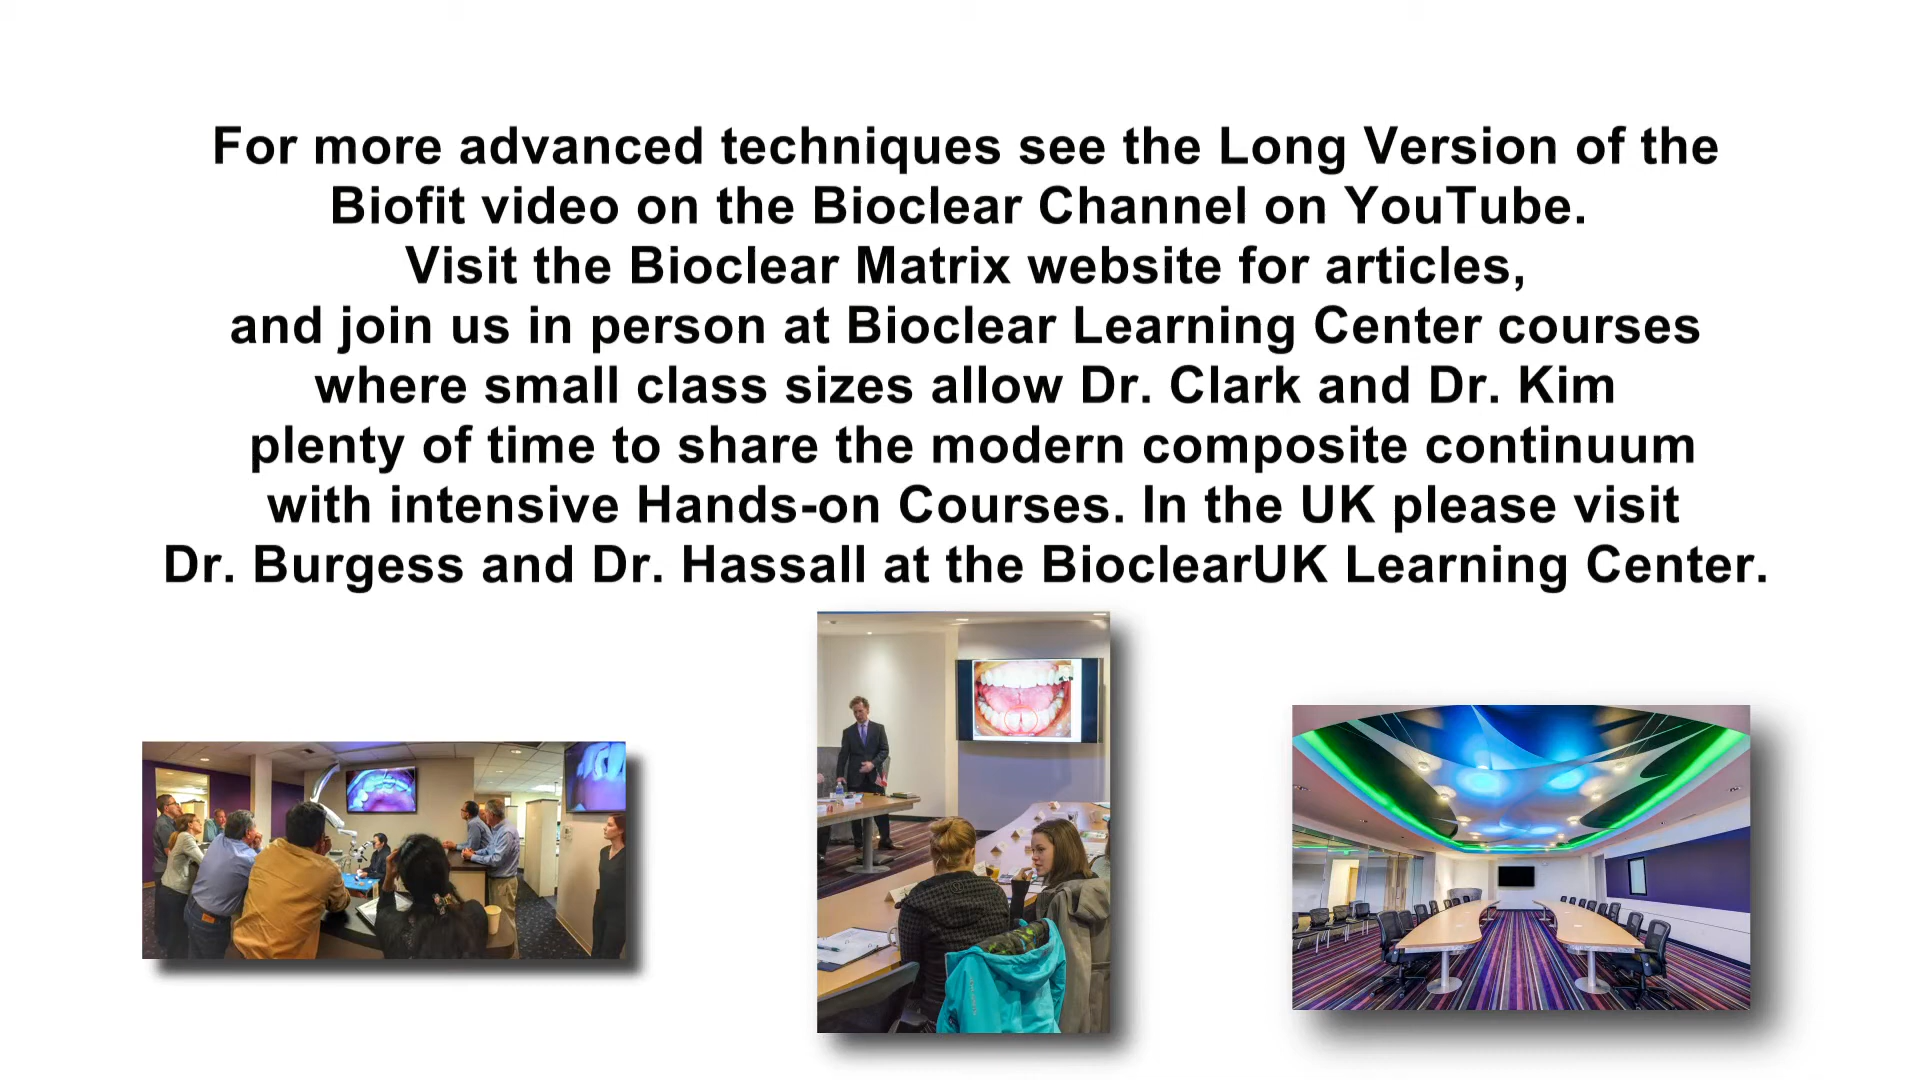 For more advanced techniques see the Long Version of the
Biofit video on the Bioclear Channel on YouTube.
Visit the Bioclear Matrix website for articles,
and join us in person at Bioclear Learning Center courses
where small class sizes allow Dr. Clark and Dr. Kim
plenty of time to share the modern composite continuum
with intensive Hands-on Courses. In the UK please visit
Dr. Burgess and Dr. Hassall at the BioclearUK Learning Center.